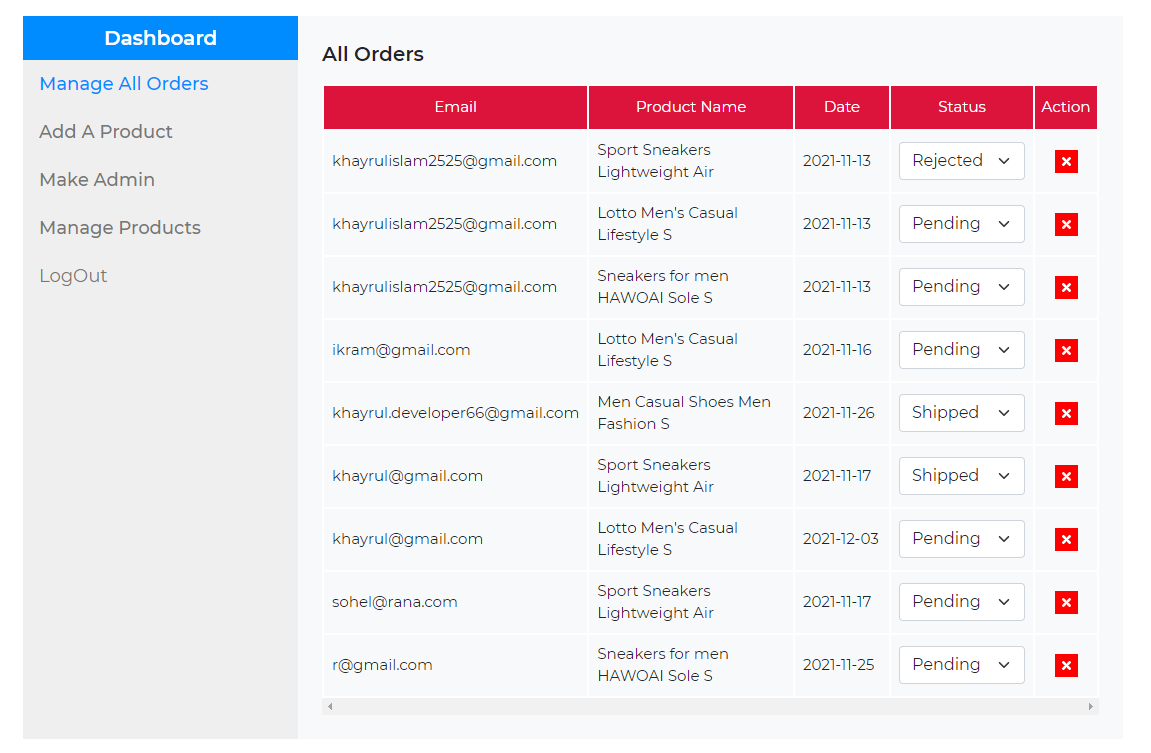 Dashboard
Manage All Orders
Add A Product
Make Admin
Manage Products
LogOut
All Orders
Email Product Name Date Status Action
khayrulislam2525@gmail.com Sport Sneakers Lightweight Air 2021-11-13 Rejected
khayrulislam2525@gmail.com Lotto Men's Casual Lifestyle S 2021-11-13 Pending
khayrulislam2525@gmail.com Sneakers for men HAWOAI Sole S 2021-11-13 Pending
ikram@gmail.com Lotto Men's Casual Lifestyle S 2021-11-16 Pending
khayrul.developer66@gmail.com Men Casual Shoes Men Fashion S 2021-11-26 Shipped
khayrul@gmail.com Sport Sneakers Lightweight Air 2021-11-17 Shipped
khayrul@gmail.com Lotto Men's Casual Lifestyle S 2021-12-03 Pending
sohel@rana.com Sport Sneakers Lightweight Air 2021-11-17 Pending
r@gmail.com Sneakers for men HAWOAI Sole S 2021-11-25 Pending